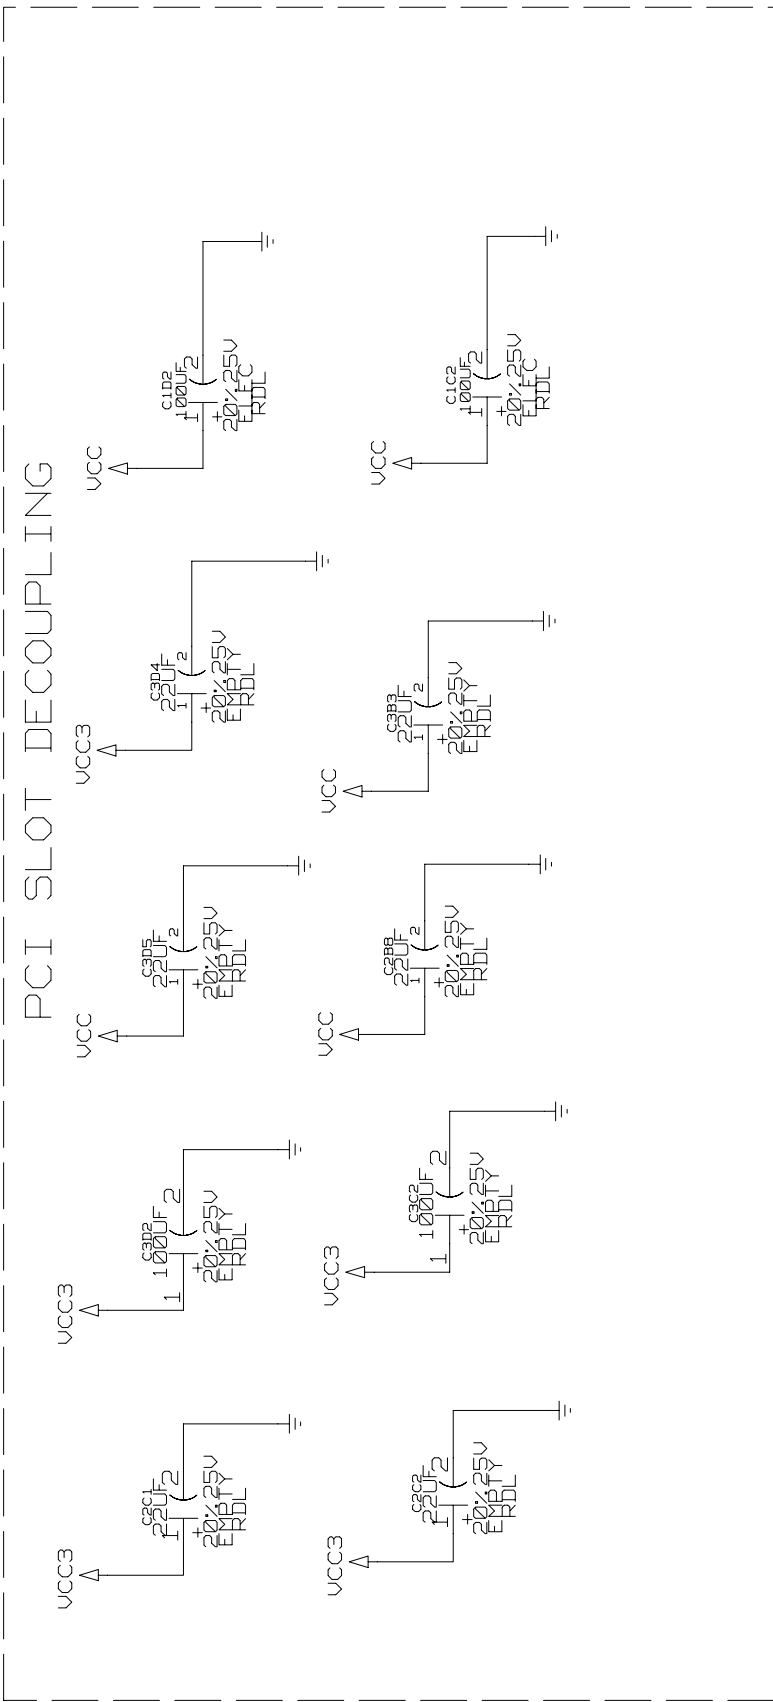 PCI SLOT DECOUPLING
VCC3
C2C1
22UF
1 2
+
20% 25V
EMPTY
RDL
VCC3
C3D2
100UF
1 2
+
20% 25V
EMPTY
RDL
VCC
C3D5
22UF
1 2
+
20% 25V
EMPTY
RDL
VCC3
C3D4
22UF
1 2
+
20% 25V
EMPTY
RDL
VCC
C1D2
100UF
1 2
+
20% 25V
RDL
VCC3
C2C2
22UF
1 2
+
20% 25V
EMPTY
RDL
VCC3
C3C2
100UF
1 2
+
20% 25V
EMPTY
RDL
VCC
C2B8
22UF
1 2
+
20% 25V
EMPTY
RDL
VCC
C3B3
22UF
1 2
+
20% 25V
EMPTY
RDL
VCC
C1C2
100UF
1 2
+
20% 25V
RDL